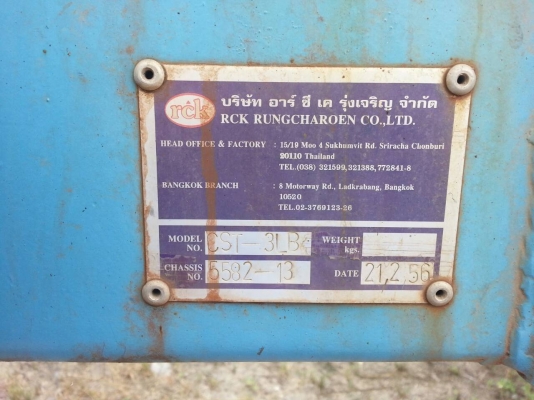 rck
บริษัท อาร์ ซี เค รุ่งเจริญ จำกัด
RCK RUNGCHAROEN CO.,LTD.
HEAD OFFICE & FACTORY : 15/19 Moo 4 Sukhumvit Rd. Sriracha Chonburi
20110 Thailand
TEL.(038) 321599,321388,772841-8
BANGKOK BRANCH : 8 Motorway Rd., Ladkrabang, Bangkok
10520
TEL.02-3769123-26
MODEL NO. CST-3LB4 WEIGHT kgs.
CHASSIS NO. 5582-13 DATE 21,2,56